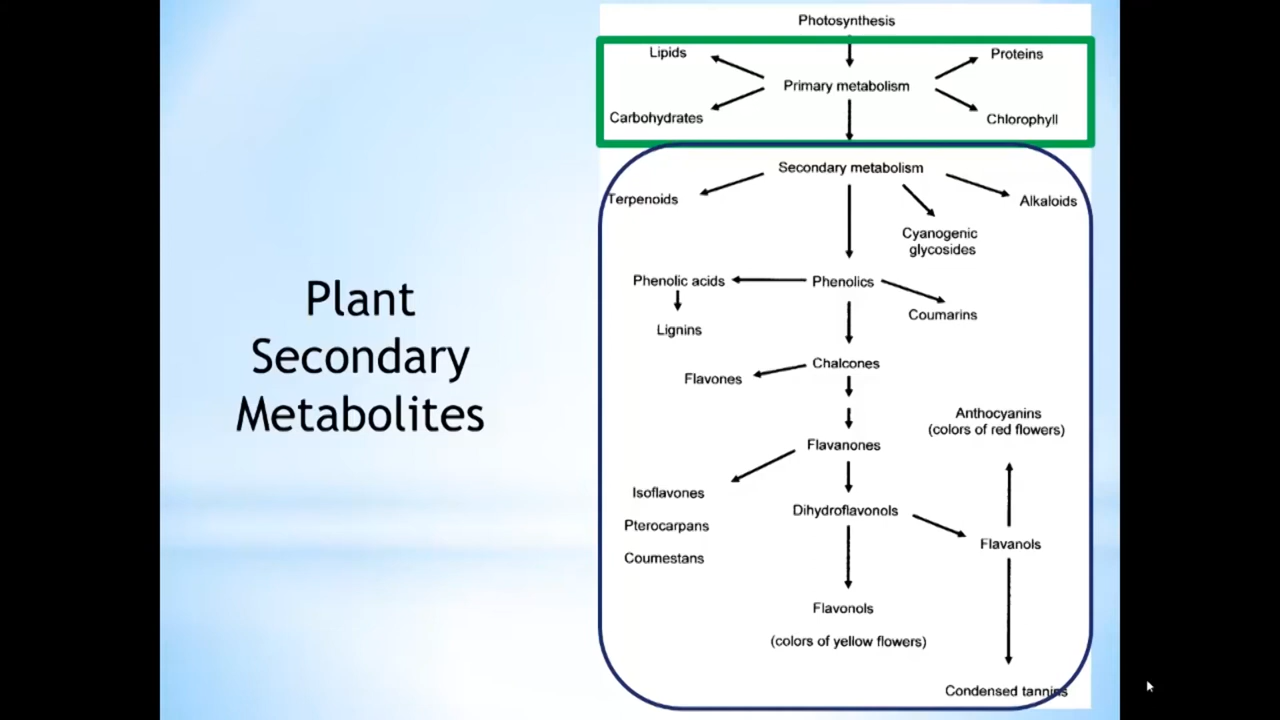 Plant
Secondary
Metabolites
Photosynthesis
Lipids
Proteins
Primary metabolism
Carbohydrates
Chlorophyll
Secondary metabolism
Terpenoids
Alkaloids
Cyanogenic
glycosides
Phenolic acids
Phenolics
Coumarins
Lignins
Chalcones
Flavones
Anthocyanins
(colors of red flowers)
Flavanones
Isoflavones
Dihydroflavonols
Pterocarpans
Flavanols
Coumestans
Flavonols
(colors of yellow flowers)
Condensed tannins